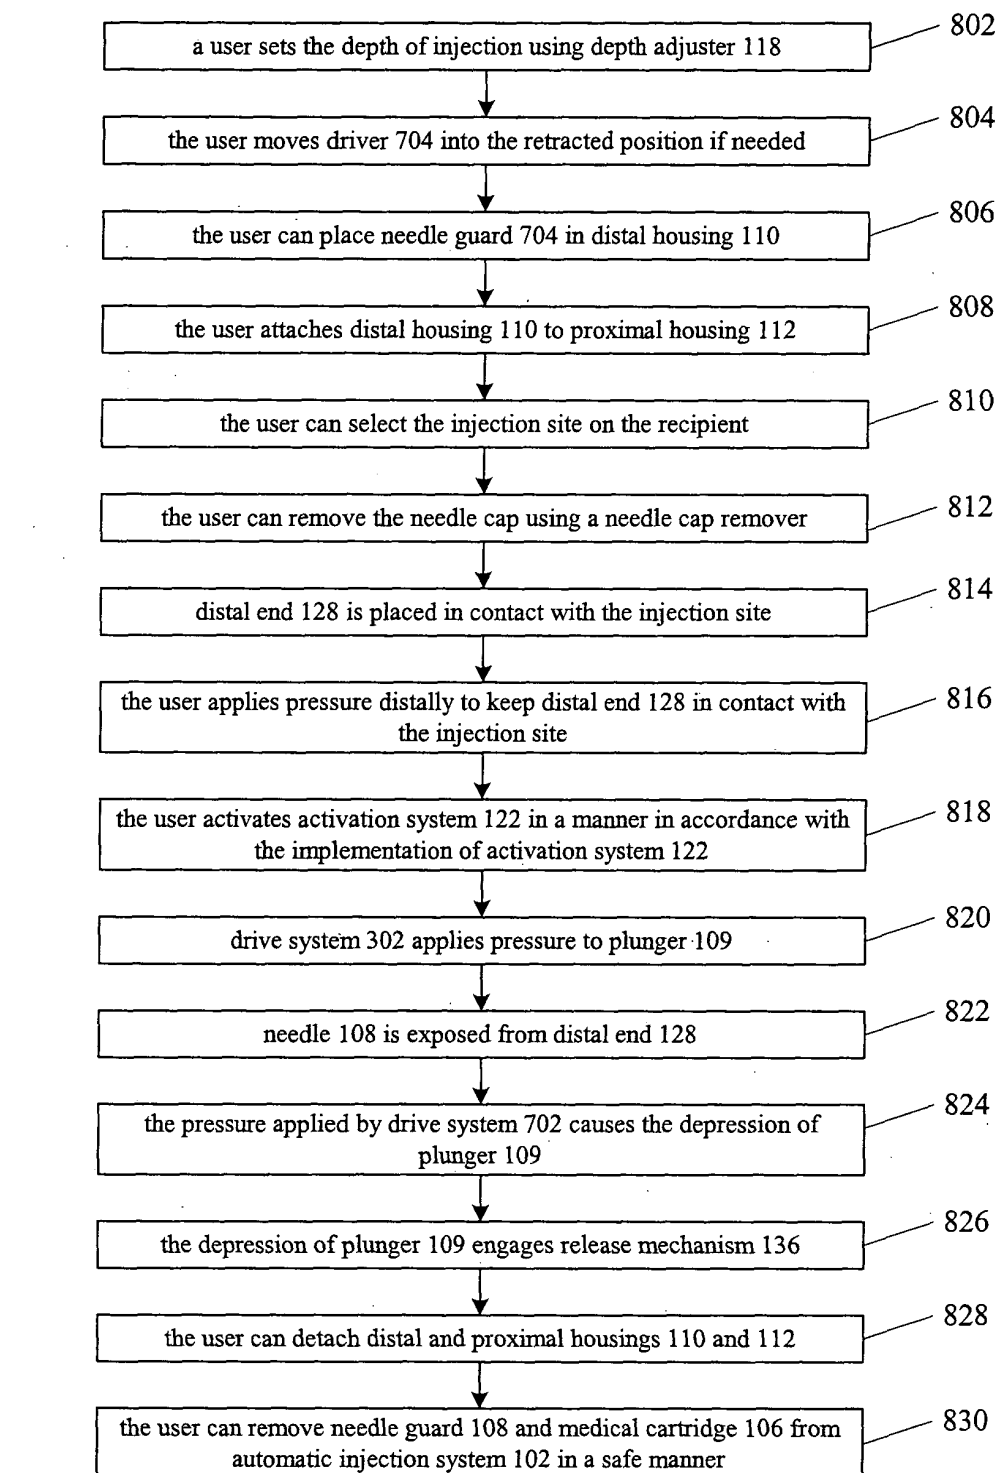 802
a user sets the depth of injection using depth adjuster 118
804
the user moves driver 704 into the retracted position if needed
806
the user can place needle guard 704 in distal housing 110
808
the user attaches distal housing 110 to proximal housing 112
810
the user can select the injection site on the recipient
812
the user can remove the needle cap using a needle cap remover
814
distal end 128 is placed in contact with the injection site
816
the user applies pressure distally to keep distal end 128 in contact with
the injection site
818
the user activates activation system 122 in a manner in accordance with
the implementation of activation system 122
820
drive system 302 applies pressure to plunger 109
822
needle 108 is exposed from distal end 128
824
the pressure applied by drive system 702 causes the depression of
plunger 109
826
the depression of plunger 109 engages release mechanism 136
828
the user can detach distal and proximal housings 110 and 112
830
the user can remove needle guard 108 and medical cartridge 106 from
automatic injection system 102 in a safe manner